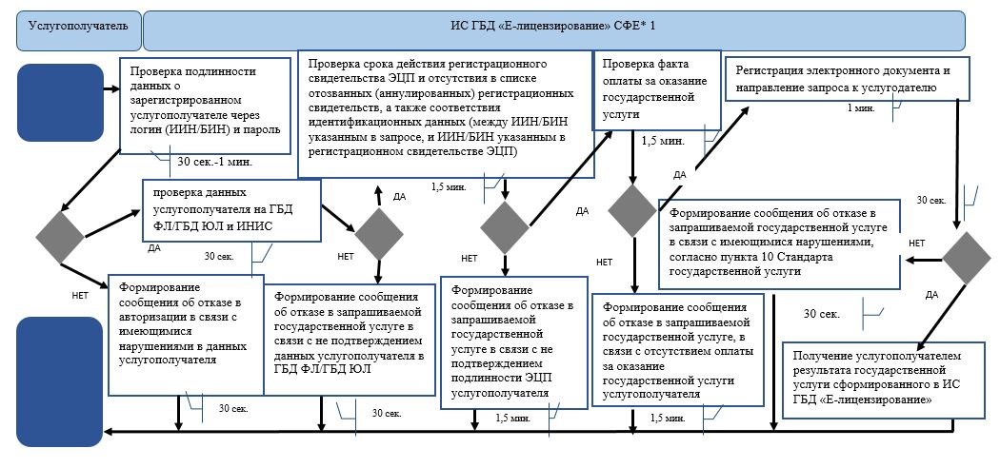 Услугополучатель
ИС ГБД «Е-лицензирование» СФЕ* 1
Проверка подлинности
данных о
зарегистрированном
услугополучателе через
логин (ИИН/БИН) и пароль
30 сек.-1 мин.
Проверка срока действия регистрационного
свидетельства ЭЦП и отсутствия в списке
отозванных (аннулированных) регистрационных
свидетельств, а также соответствия
идентификационных данных (между ИИН/БИН
указанным в запросе, и ИИН/БИН указанным в
регистрационном свидетельстве ЭЦП)
1,5 мин.
Проверка факта
оплаты за оказание
государственной
услуги
1,5 мин.
Регистрация электронного документа и
направление запроса к услугодателю
1 мин.
проверка данных
услугополучателя на ГБД
ФЛ/ГБД ЮЛ и ИНИС
30 сек.
ДА
ДА
ДА
ДА
30 сек.
Формирование сообщения об отказе в
запрашиваемой государственной услуге
в связи с имеющимися нарушениями,
согласно пункта 10 Стандарта
государственной услуги
НЕТ
НЕТ
НЕТ
НЕТ
НЕТ
ДА
30 сек.
Формирование
сообщения об отказе в
авторизации в связи с
имеющимися
нарушениями в данных
услугополучателя
30 сек.
Формирование сообщения
об отказе в запрашиваемой
государственной услуге в
связи с не подтверждением
данных услугополучателя в
ГБД ФЛ/ГБД ЮЛ
30 сек.
Формирование
сообщения об отказе в
запрашиваемой
государственной
услуге в связи с не
подтверждением
подлинности ЭЦП
услугополучателя
1,5 мин.
Формирование сообщения
об отказе в запрашиваемой
государственной услуге, в
связи с отсутствием оплаты
за оказание
государственной услуги
услугополучателя
1,5 мин.
Получение услугополучателем
результата государственной
услуги сформированного в ИС
ГБД «Е-лицензирование»